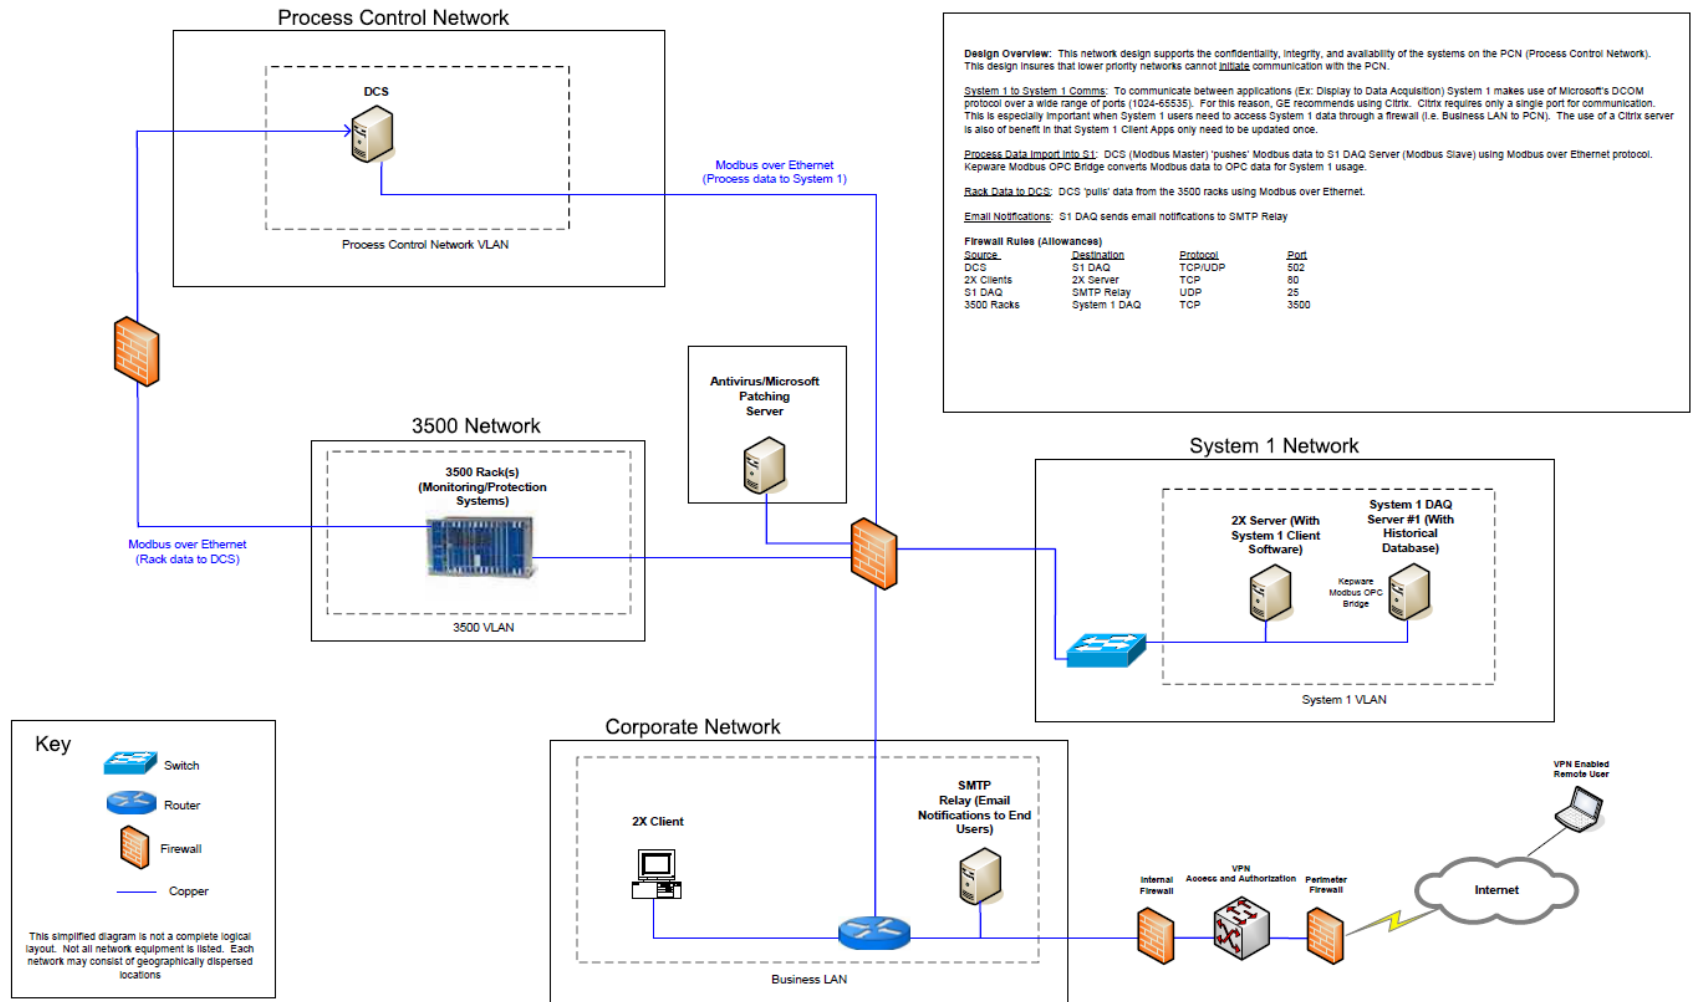 Process Control Network
DCS
Modbus over Ethernet
(Process data to System 1)
Process Control Network VLAN
Design Overview: This network design supports the confidentiality, integrity, and availability of the systems on the PCN (Process Control Network).
This design insures that lower priority networks cannot initiate communication with the PCN.
System 1 to System 1 Comms: To communicate between applications (Ex: Display to Data Acquisition) System 1 makes use of Microsoft's DCOM
protocol over a wide range of ports (1024-65535). For this reason, GE recommends using Citrix. Citrix requires only a single port for communication.
This is especially important when System 1 users need to access System 1 data through a firewall (i.e. Business LAN to PCN). The use of a Citrix server
is also of benefit in that System 1 Client Apps only need to be updated once.
Process Data Import into S1: DCS (Modbus Master) 'pushes' Modbus data to S1 DAQ Server (Modbus Slave) using Modbus over Ethernet protocol.
Kepware Modbus OPC Bridge converts Modbus data to OPC data for System 1 usage.
Rack Data to DCS: DCS 'pulls' data from the 3500 racks using Modbus over Ethernet.
Email Notifications: S1 DAQ sends email notifications to SMTP Relay
Firewall Rules (Allowances)
Source Destination Protocol Port
DCS S1 DAQ TCP/UDP 502
2X Clients 2X Server TCP 80
S1 DAQ SMTP Relay UDP 25
3500 Racks System 1 DAQ TCP 3500
Antivirus/Microsoft
Patching
Server
3500 Network
3500 Rack(s)
(Monitoring/Protection
Systems)
Modbus over Ethernet
(Rack data to DCS)
3500 VLAN
System 1 Network
2X Server (With
System 1 Client
Software)
System 1 DAQ
Server #1 (With
Historical
Database)
Kepware
Modbus OPC
Bridge
System 1 VLAN
Key
Switch
Router
Firewall
Copper
This simplified diagram is not a complete logical
layout. Not all network equipment is listed. Each
network may consist of geographically dispersed
locations
Corporate Network
2X Client
SMTP
Relay (Email
Notifications to End
Users)
Business LAN
Internal
Firewall
VPN
Access and Authorization
Perimeter
Firewall
Internet
VPN Enabled
Remote User